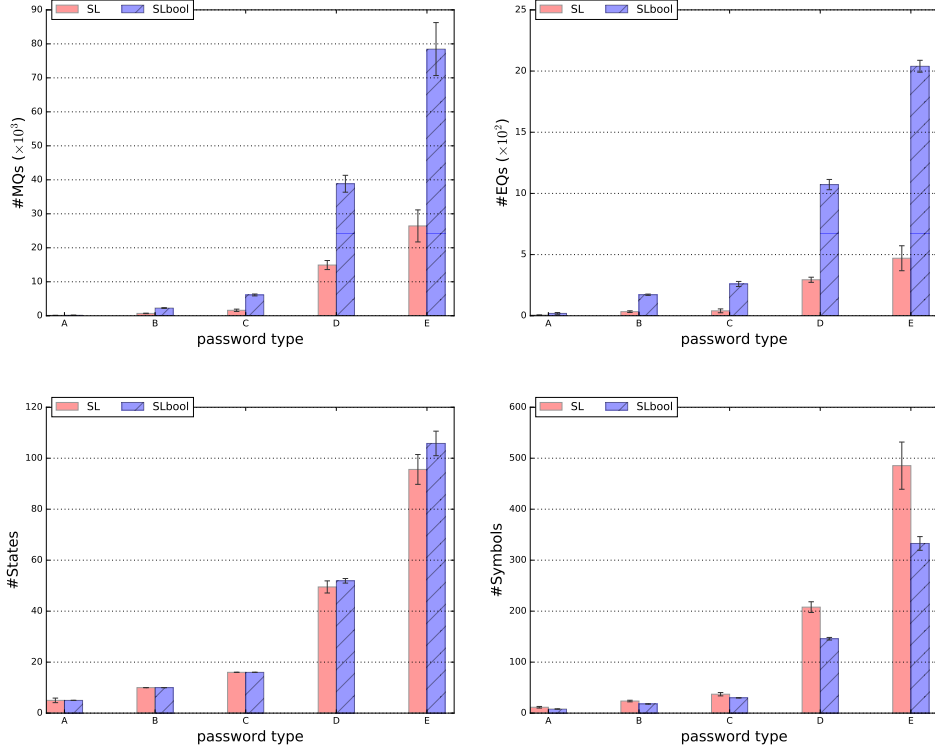 SL SLbool
90
80
70
60
50
40
30
20
10
0
#MQs (×10³)
A B C D E
password type
SL SLbool
25
20
15
10
5
0
#EQs (×10²)
A B C D E
password type
SL SLbool
120
100
80
60
40
20
0
#States
A B C D E
password type
SL SLbool
600
500
400
300
200
100
0
#Symbols
A B C D E
password type